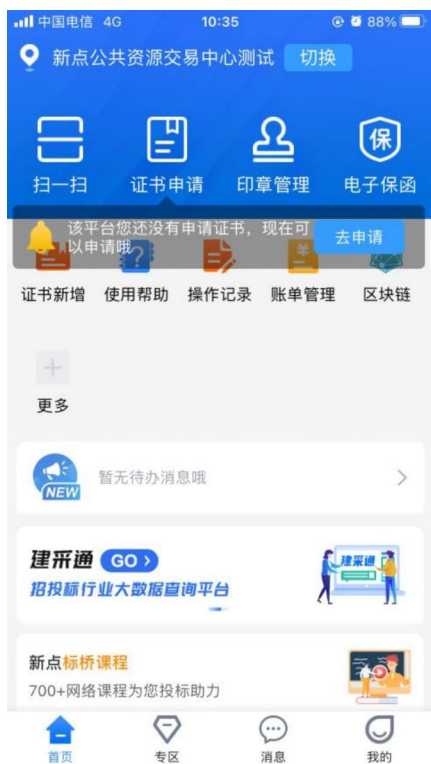 中国电信 4G 10:35 88%
新点公共资源交易中心测试 切换
扫一扫 证书申请 印章管理 电子保函
保
该平台您还没有申请证书，现在可
以申请哦
去申请
证书新增 使用帮助 操作记录 账单管理 区块链
更多
NEW
暂无待办消息哦
建采通 GO
招投标行业大数据查询平台
建采通
新点标桥课程
700+网络课程为您投标助力
首页 专区 消息 我的